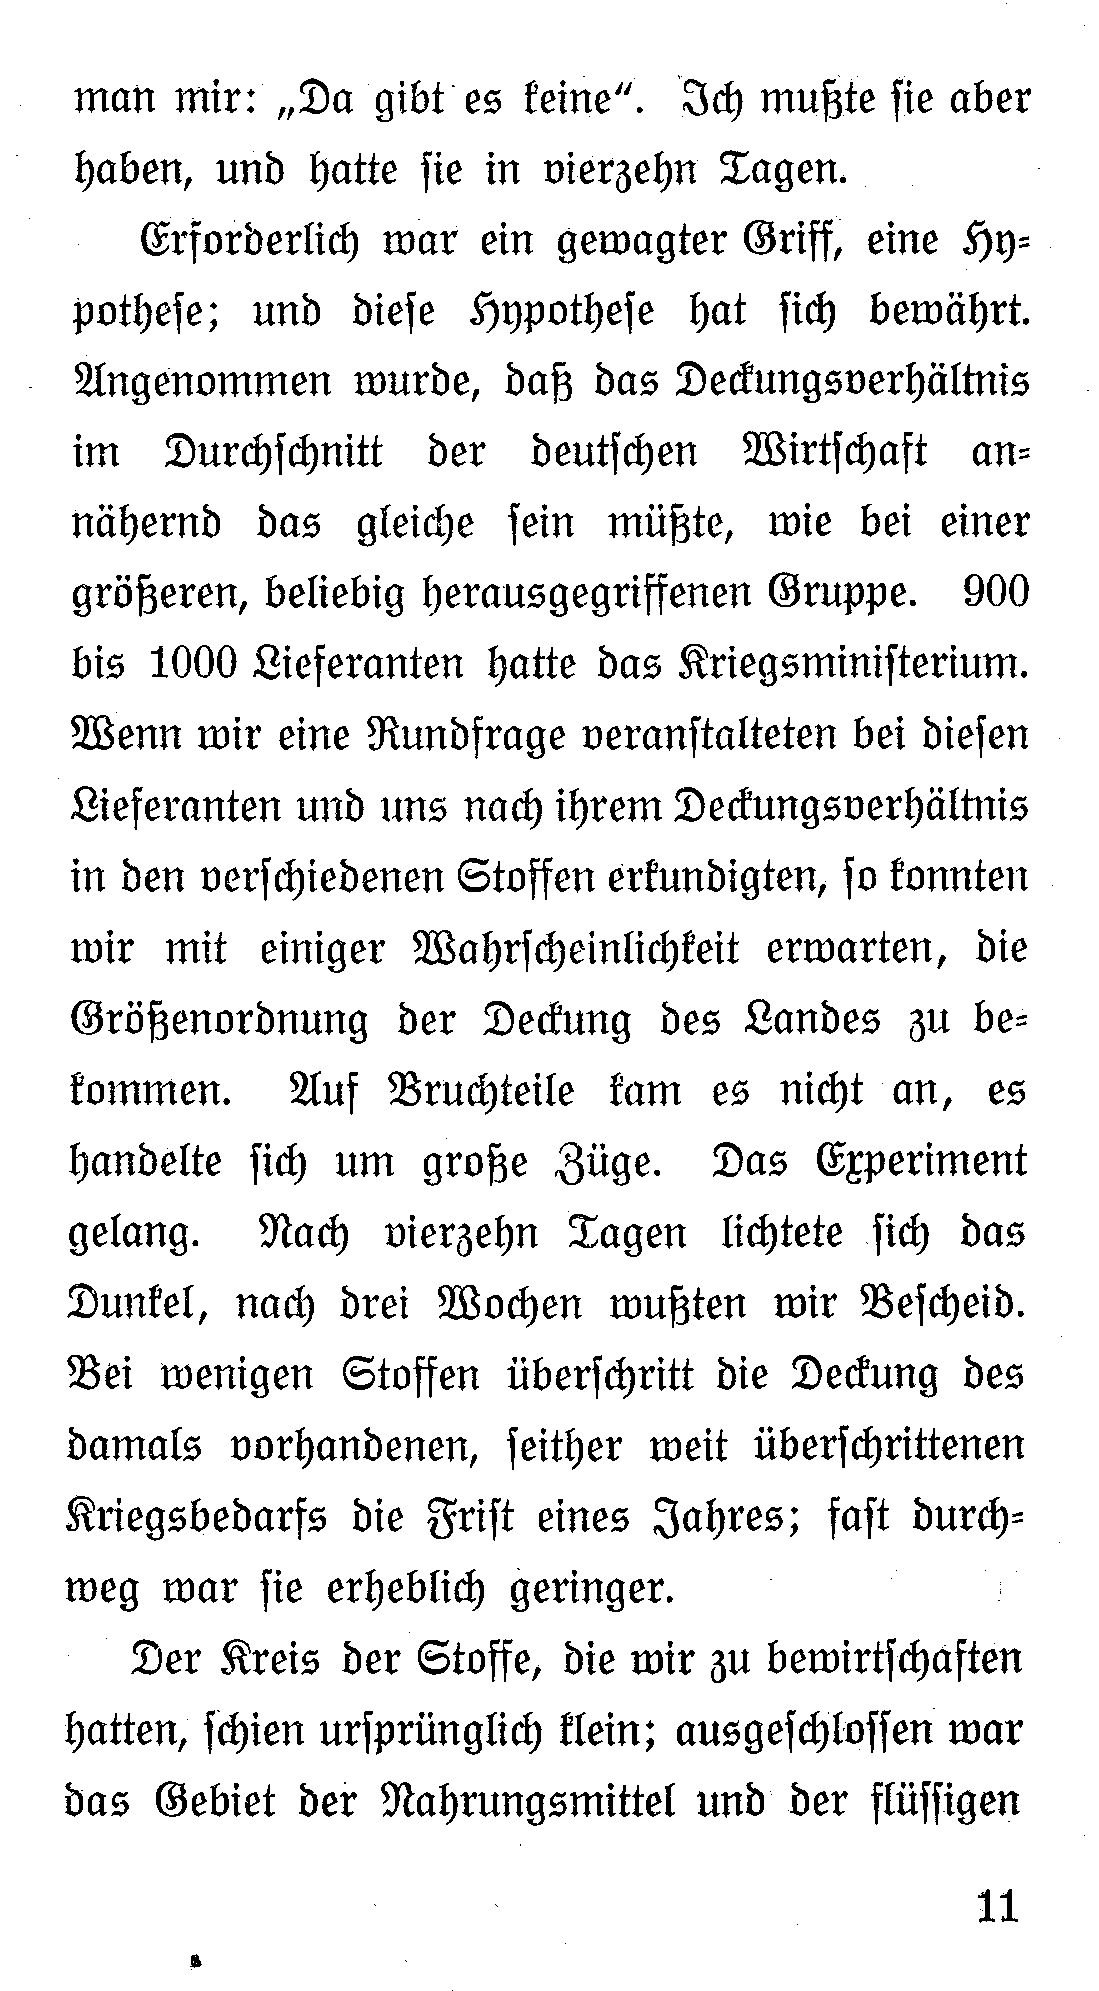 man mir: „Da gibt es keine“. Ich mußte ſie aber
haben, und hatte ſie in vierzehn Tagen.
Erforderlich war ein gewagter Griff, eine Hy-
potheſe; und dieſe Hypotheſe hat ſich bewährt.
Angenommen wurde, daß das Deckungsverhältnis
im Durchſchnitt der deutſchen Wirtſchaft an-
nähernd das gleiche ſein müßte, wie bei einer
größeren, beliebig herausgegriffenen Gruppe. 900
bis 1000 Lieferanten hatte das Kriegsminiſterium.
Wenn wir eine Rundfrage veranſtalteten bei dieſen
Lieferanten und uns nach ihrem Deckungsverhältnis
in den verſchiedenen Stoffen erkundigten, ſo konnten
wir mit einiger Wahrſcheinlichkeit erwarten, die
Größenordnung der Deckung des Landes zu be-
kommen. Auf Bruchteile kam es nicht an, es
handelte ſich um große Züge. Das Experiment
gelang. Nach vierzehn Tagen lichtete ſich das
Dunkel, nach drei Wochen wußten wir Beſcheid.
Bei wenigen Stoffen überſchritt die Deckung des
damals vorhandenen, ſeither weit überſchrittenen
Kriegsbedarfs die Friſt eines Jahres; faſt durch-
weg war ſie erheblich geringer.
Der Kreis der Stoffe, die wir zu bewirtſchaften
hatten, ſchien urſprünglich klein; ausgeſchloſſen war
das Gebiet der Nahrungsmittel und der flüſſigen
11